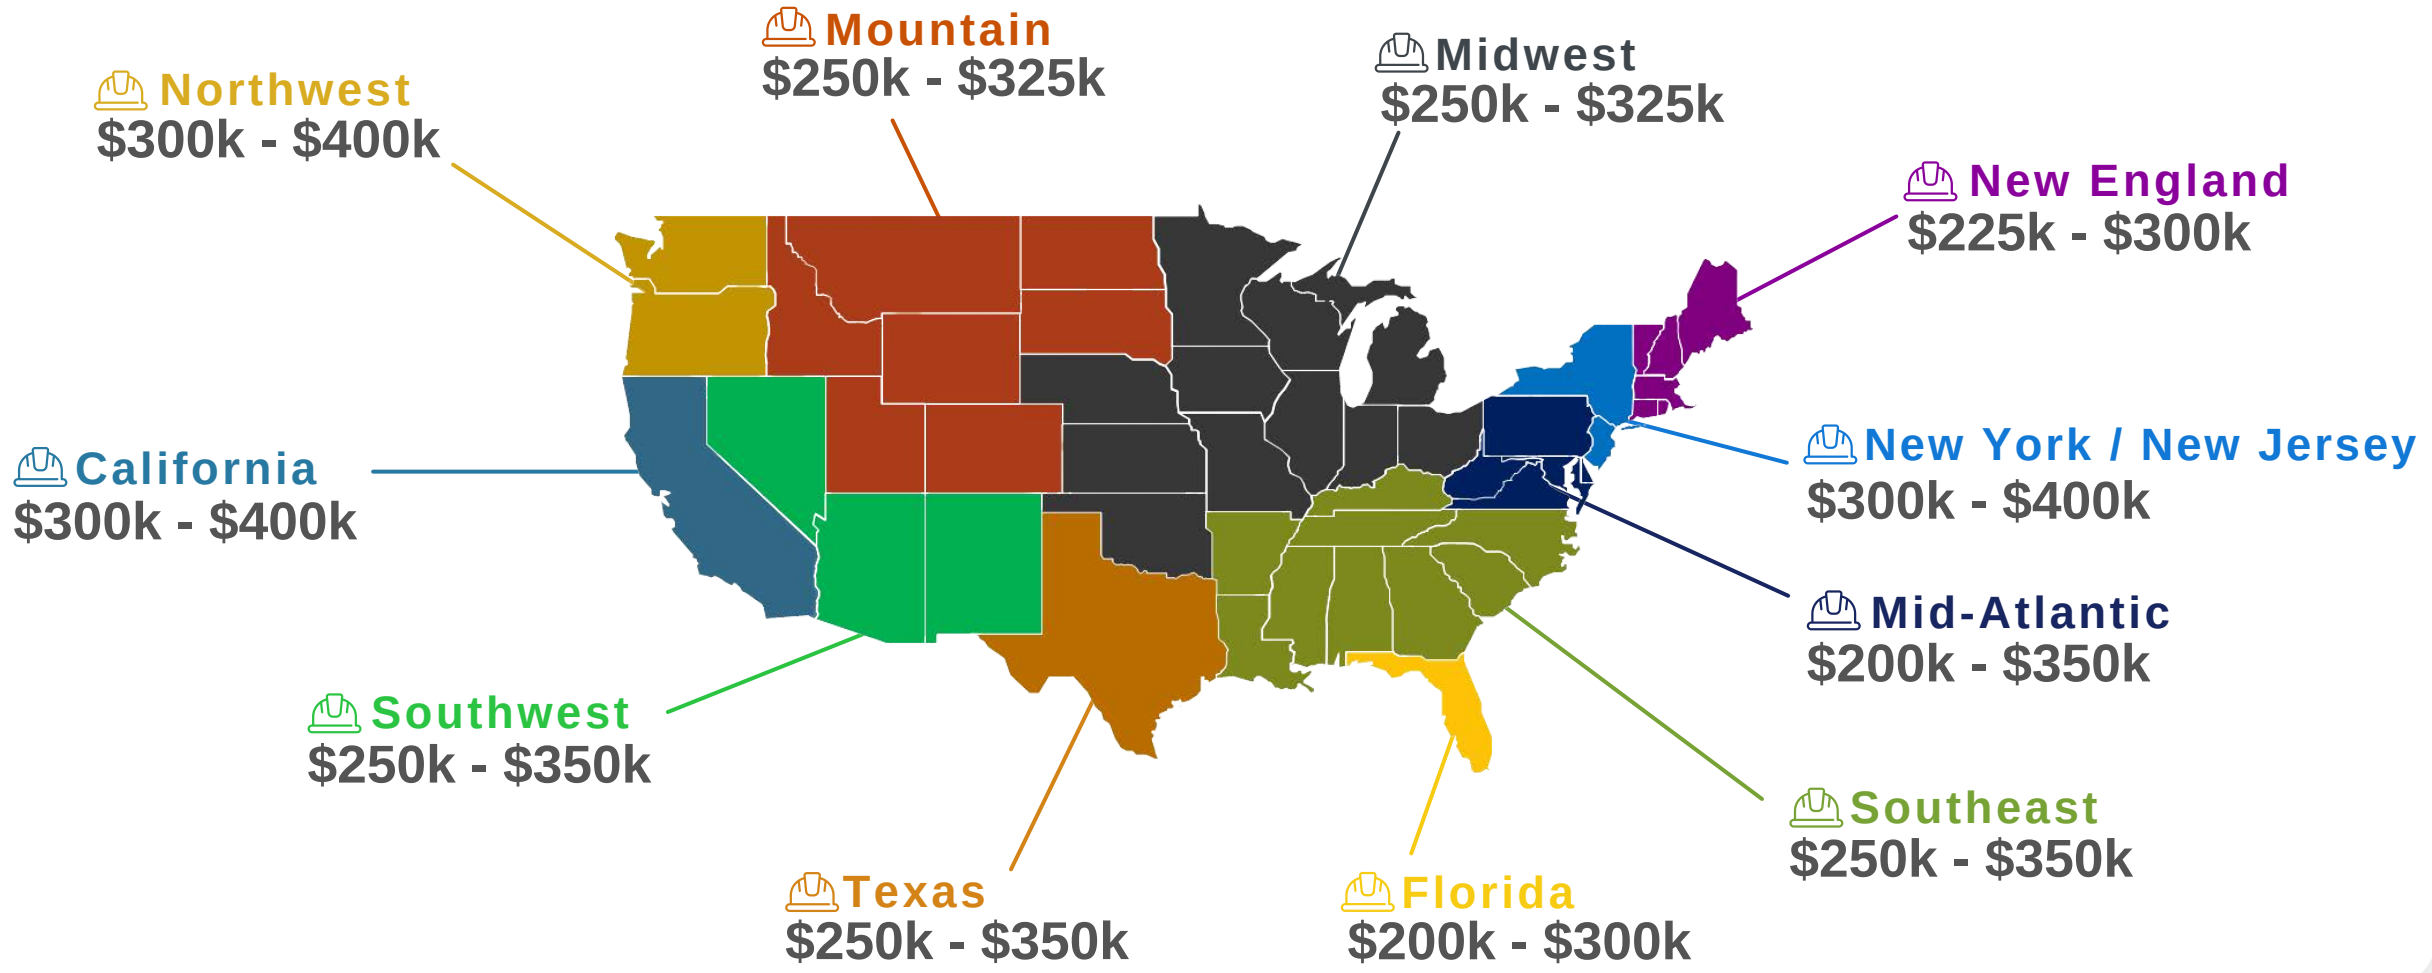 Mountain
$250k - $325k
Midwest
$250k - $325k
Northwest
$300k - $400k
New England
$225k - $300k
California
$300k - $400k
New York / New Jersey
$300k - $400k
Mid-Atlantic
$200k - $350k
Southwest
$250k - $350k
Southeast
$250k - $350k
Texas
$250k - $350k
Florida
$200k - $300k